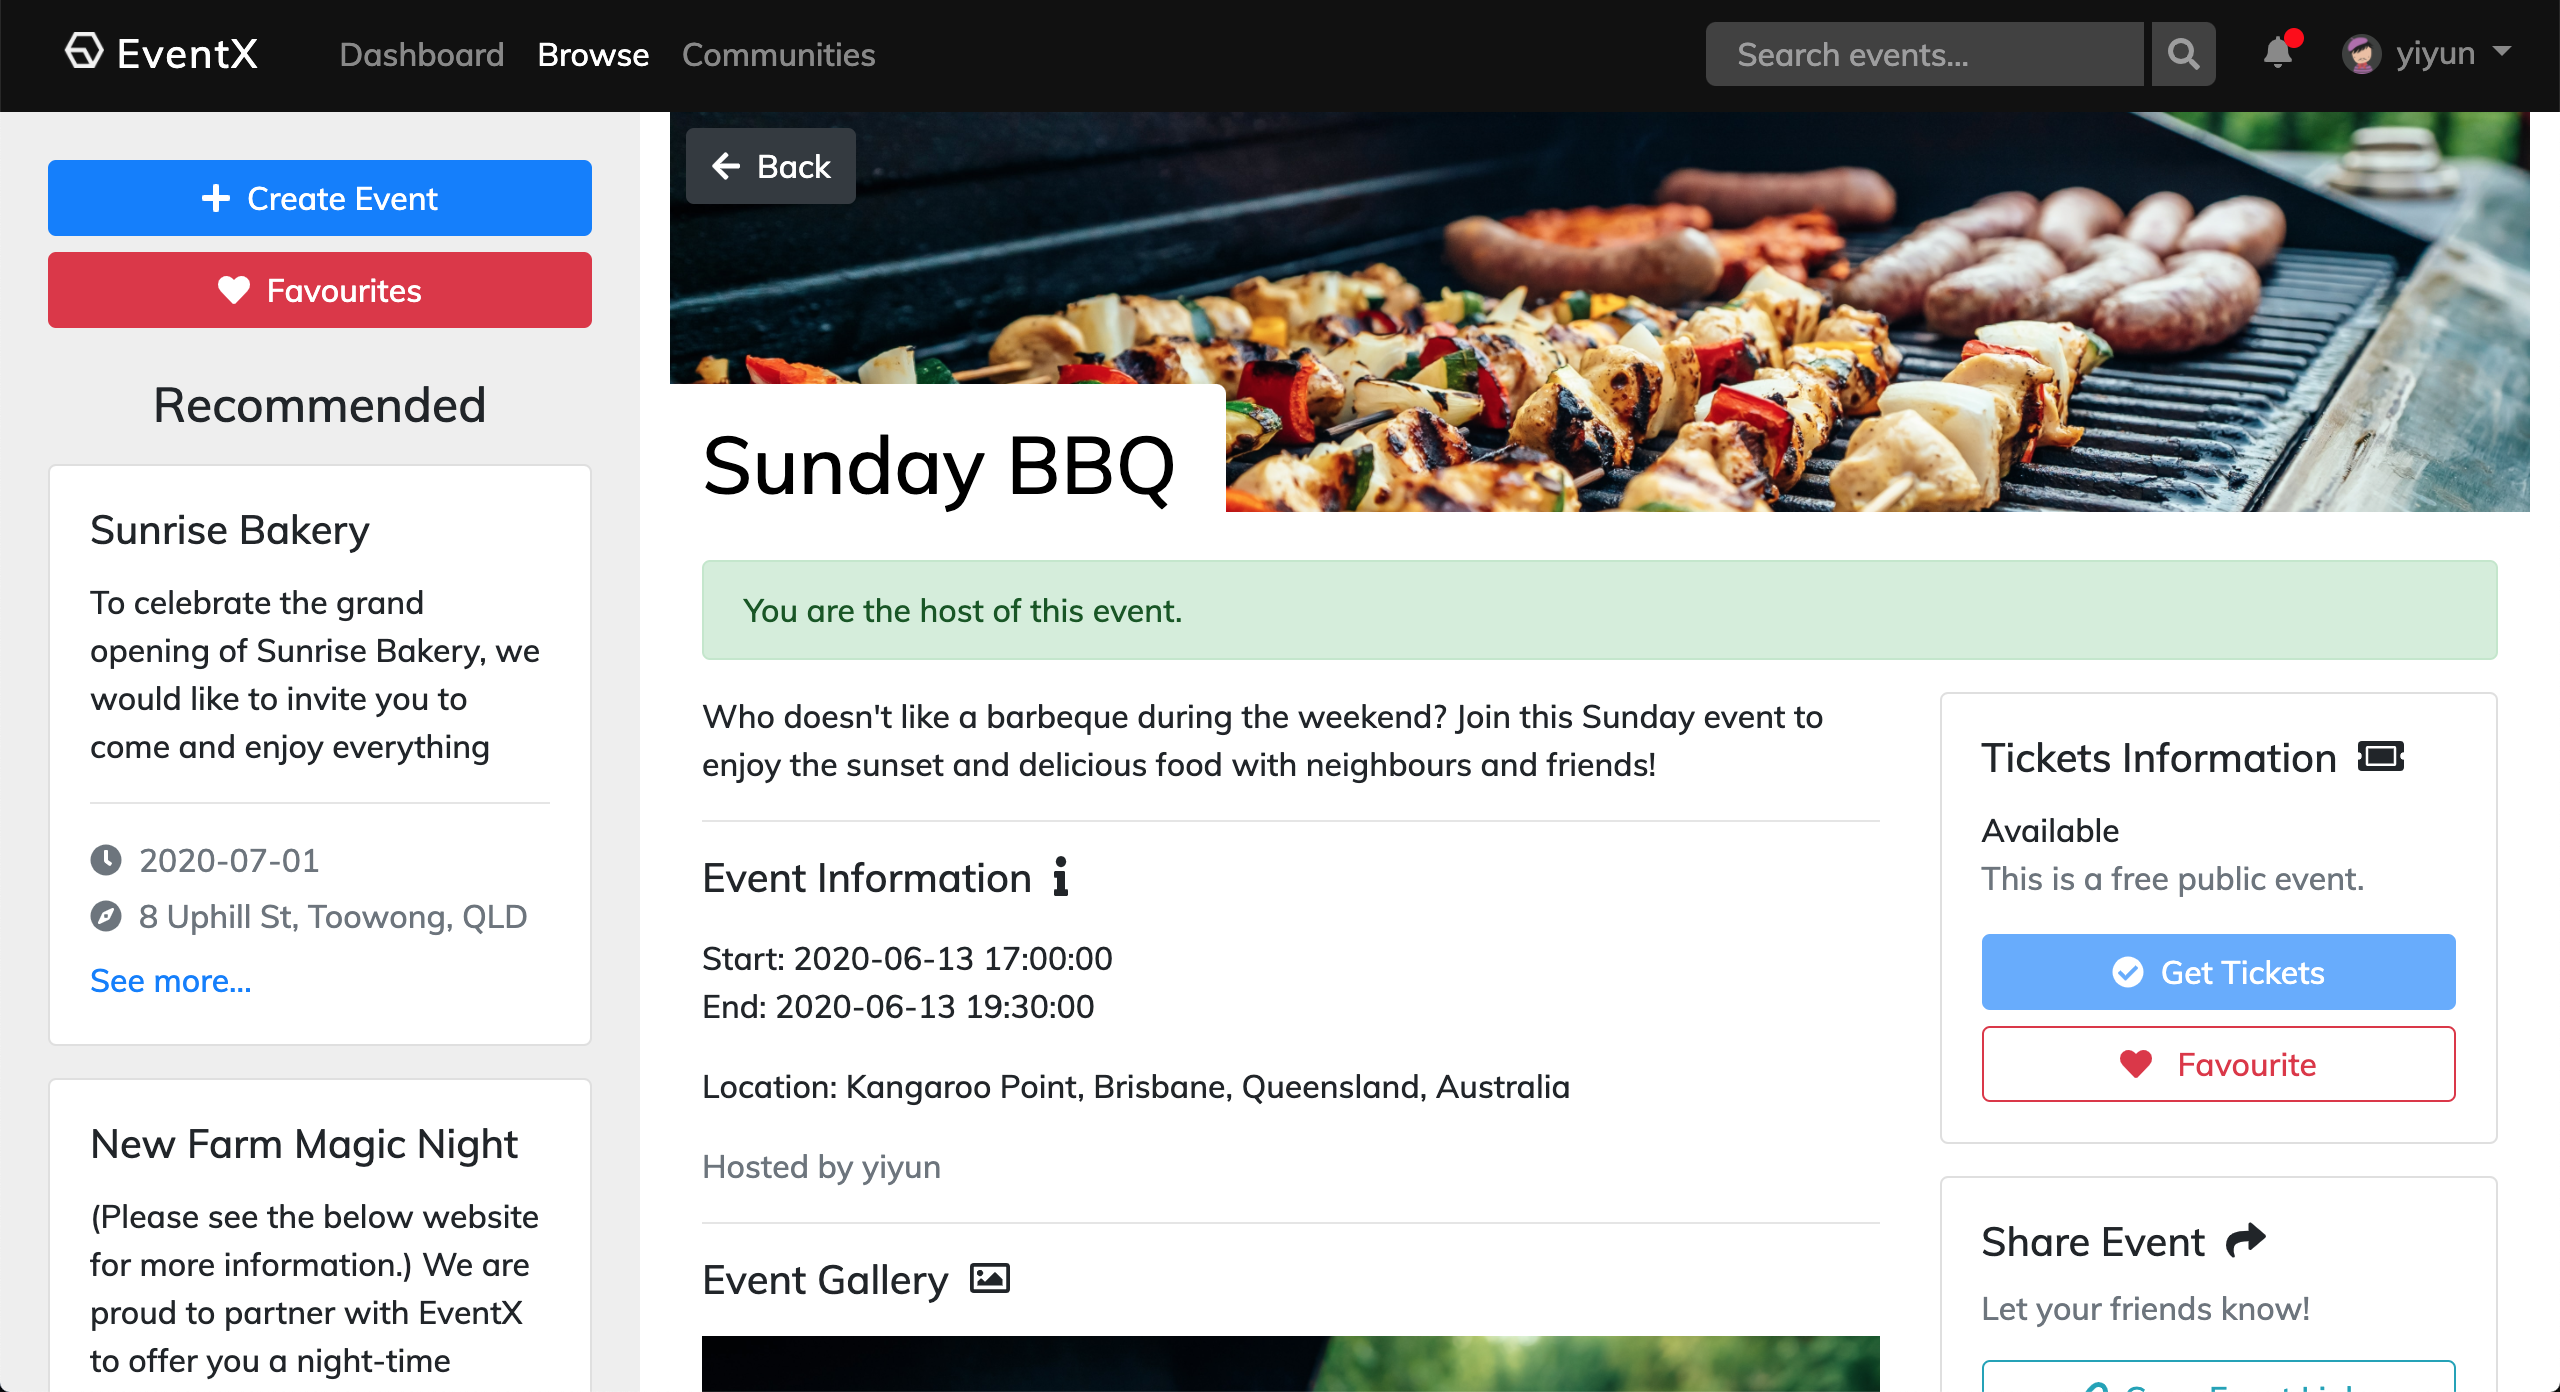 EventX
Dashboard
Browse
Communities
Search events...
yiyun
Create Event
Favourites
Recommended
Sunrise Bakery
To celebrate the grand
opening of Sunrise Bakery, we
would like to invite you to
come and enjoy everything
2020-07-01
8 Uphill St, Toowong, QLD
See more...
New Farm Magic Night
(Please see the below website
for more information.) We are
proud to partner with EventX
to offer you a night-time
Back
Sunday BBQ
You are the host of this event.
Who doesn't like a barbeque during the weekend? Join this Sunday event to
enjoy the sunset and delicious food with neighbours and friends!
Event Information
Start: 2020-06-13 17:00:00
End: 2020-06-13 19:30:00
Location: Kangaroo Point, Brisbane, Queensland, Australia
Hosted by yiyun
Event Gallery
Tickets Information
Available
This is a free public event.
Get Tickets
Favourite
Share Event
Let your friends know!